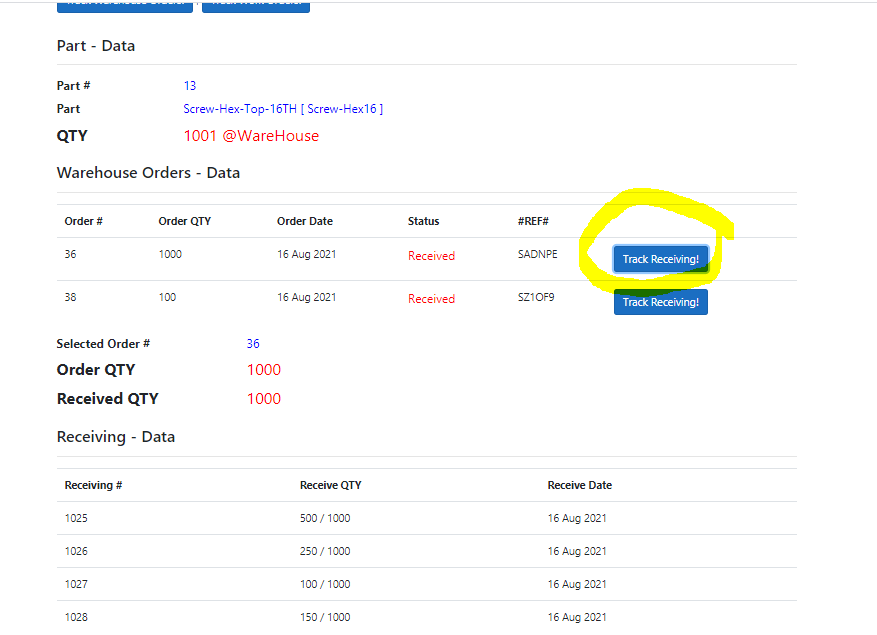 Part - Data
Part # 13
Part Screw-Hex-Top-16TH [ Screw-Hex16 ]
QTY 1001 @WareHouse
Warehouse Orders - Data
Order # Order QTY Order Date Status #REF#
36 1000 16 Aug 2021 Received SADNPE Track Receiving!
38 100 16 Aug 2021 Received SZ1OF9 Track Receiving!
Selected Order # 36
Order QTY 1000
Received QTY 1000
Receiving - Data
Receiving # Receive QTY Receive Date
1025 500 / 1000 16 Aug 2021
1026 250 / 1000 16 Aug 2021
1027 100 / 1000 16 Aug 2021
1028 150 / 1000 16 Aug 2021